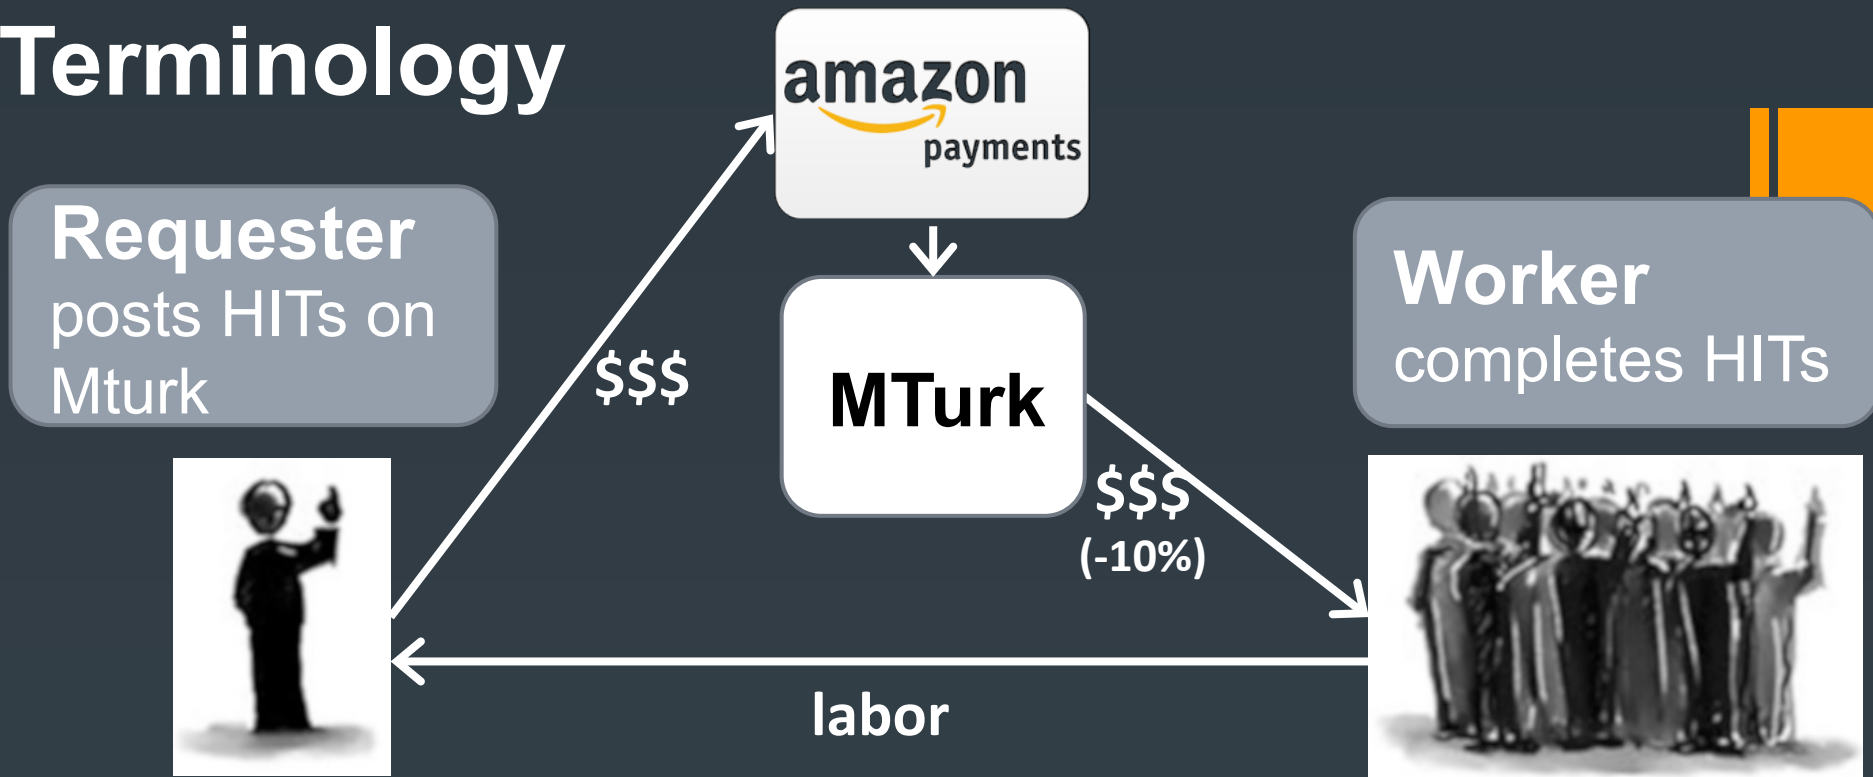 Terminology
amazon
payments
Requester
posts HITs on
Mturk
$$$
MTurk
$$$
(-10%)
Worker
completes HITs
labor